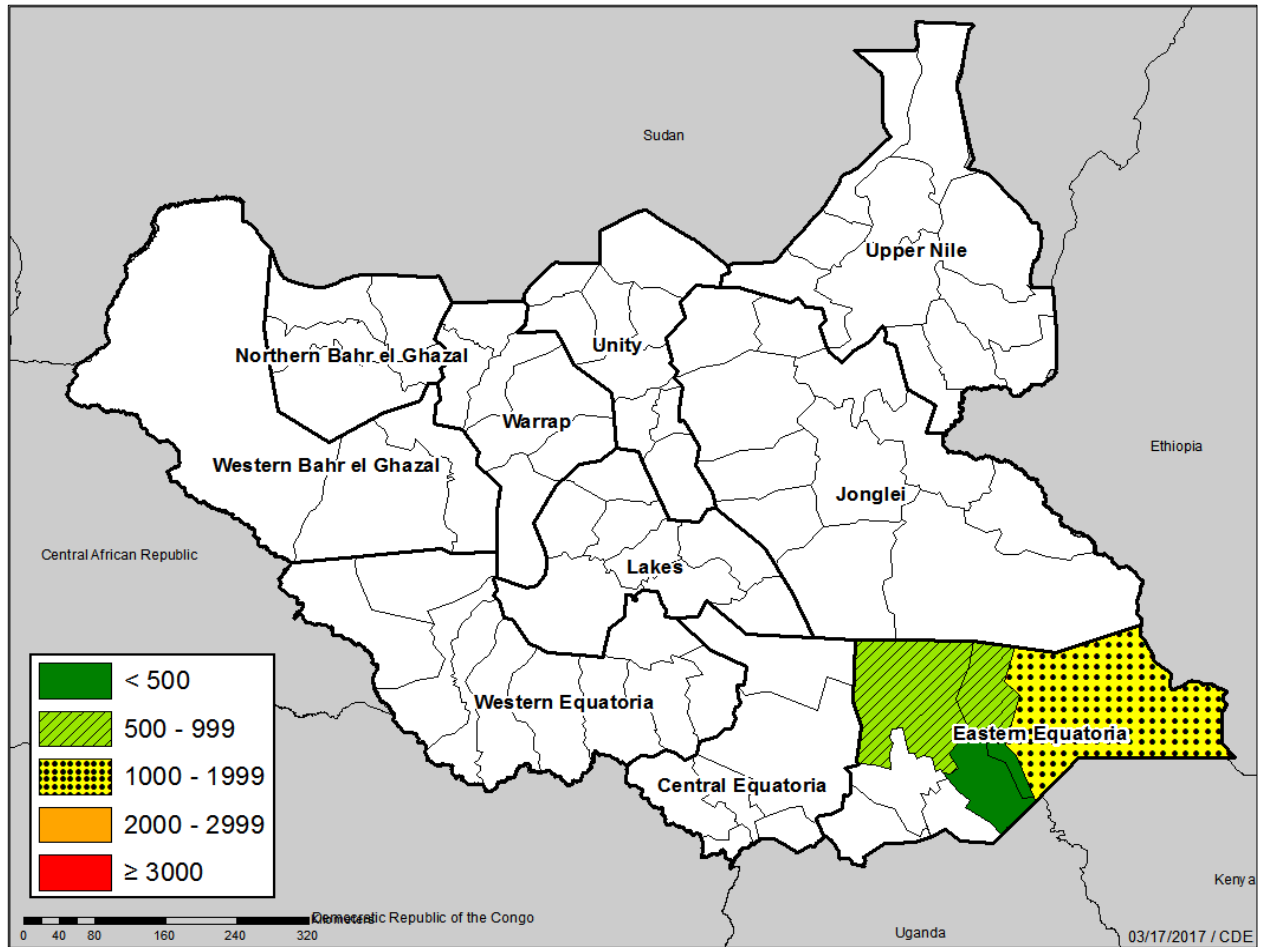 Sudan
Upper Nile
Northern Bahr el Ghazal
Unity
Warrap
Ethiopia
Western Bahr el Ghazal
Jonglei
Central African Republic
Lakes
< 500
500 - 999
1000 - 1999
2000 - 2999
≥ 3000
Western Equatoria
Eastern Equatoria
Central Equatoria
Kenya
Kilometers
Democratic Republic of the Congo
0 40 80 160 240 320
Uganda
03/17/2017 / CDE